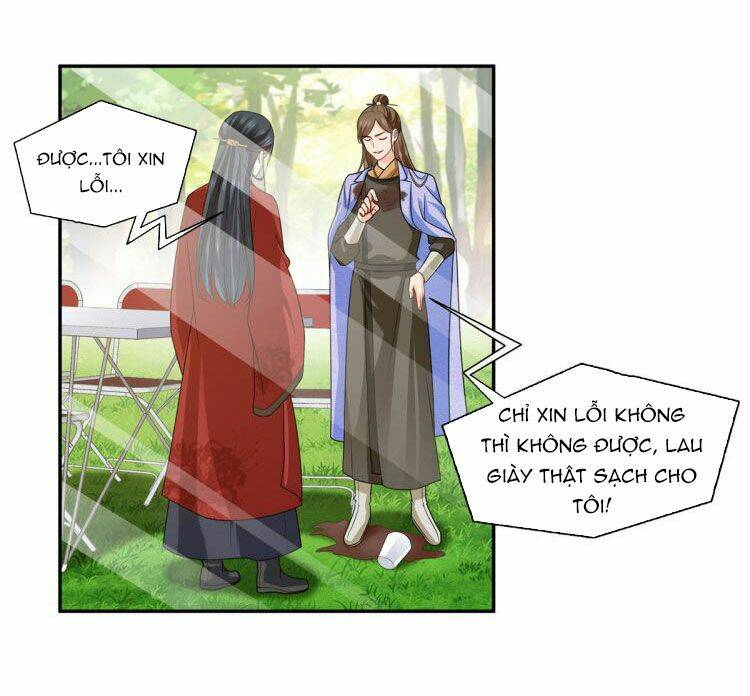 ĐƯỢC...TÔI XIN
LỖI...
CHỈ XIN LỖI KHÔNG
THÌ KHÔNG ĐƯỢC, LAU
GIÀY THẬT SẠCH CHO
TÔI!